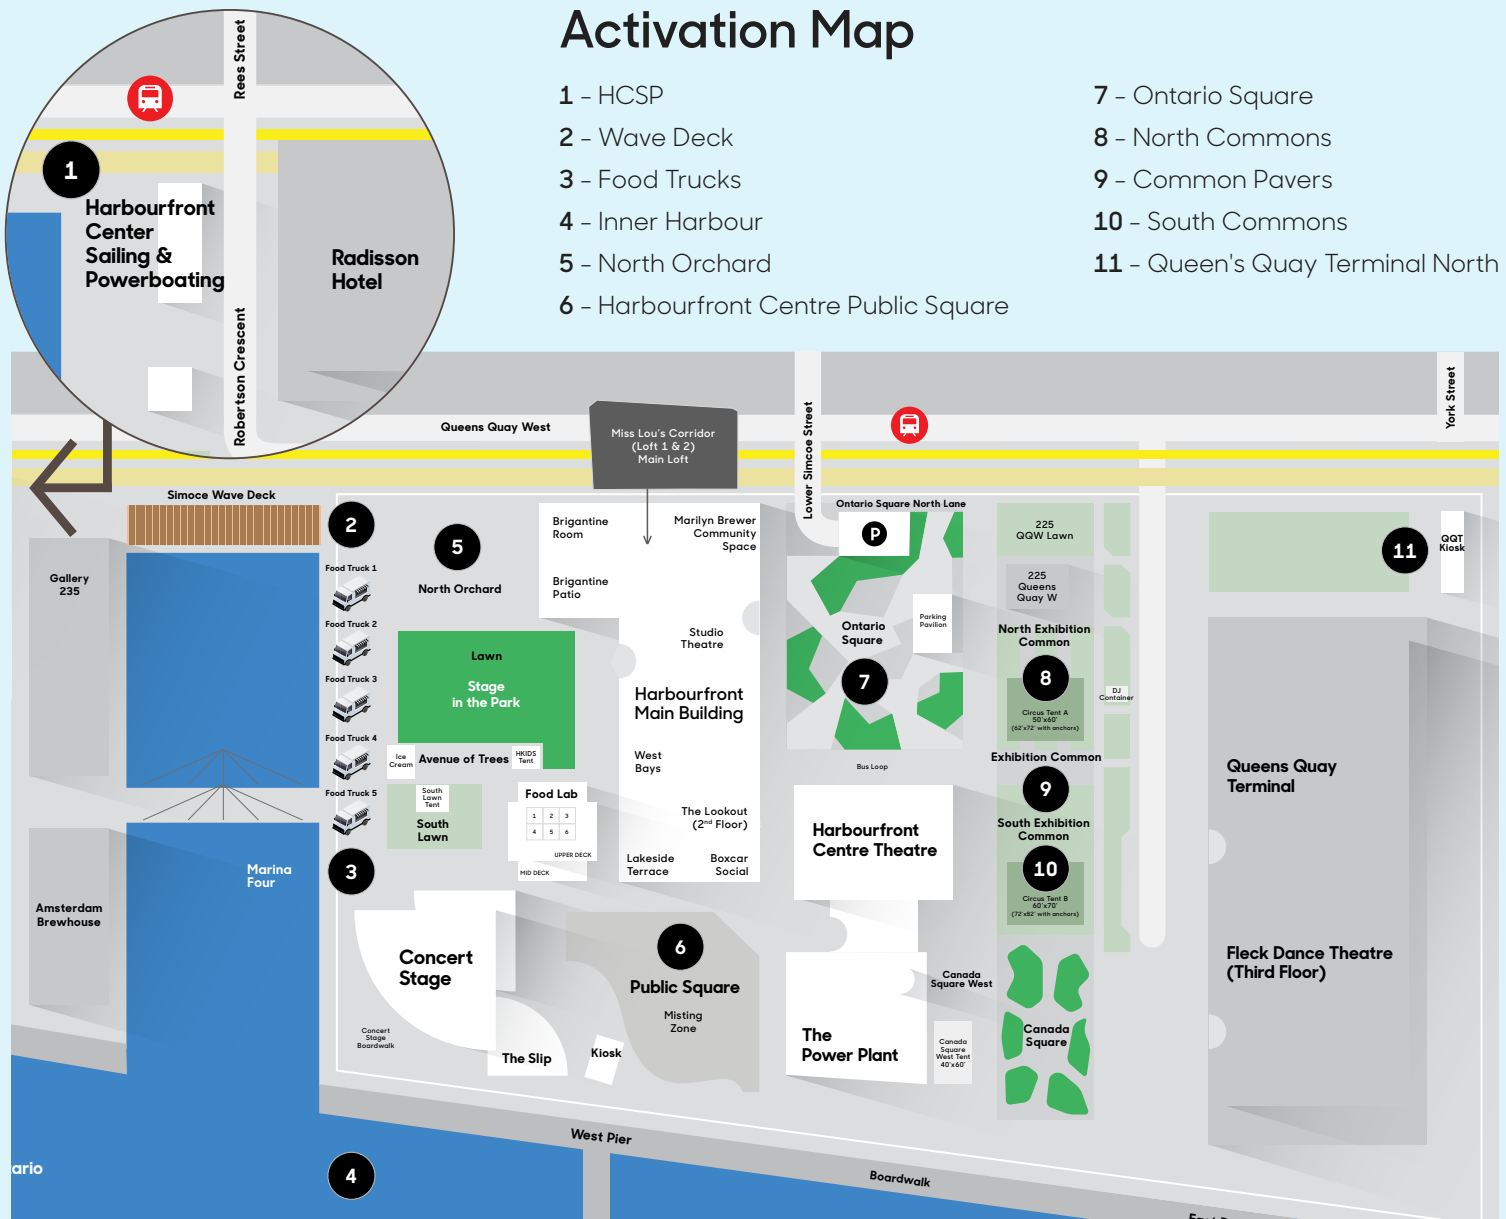 Activation Map
1 - HCSP
2 - Wave Deck
3 - Food Trucks
4 - Inner Harbour
5 - North Orchard
6 - Harbourfront Centre Public Square
7 - Ontario Square
8 - North Commons
9 - Common Pavers
10 - South Commons
11 - Queen's Quay Terminal North
Rees Street
1
Harbourfront
Center
Sailing &
Powerboating
Radisson
Hotel
Robertson Crescent
Queens Quay West
Miss Lou's Corridor
(Loft 1 & 2)
Main Loft
Lower Simcoe Street
York Street
Simoce Wave Deck
2
Gallery
235
Food Truck 1
Food Truck 2
Food Truck 3
Food Truck 4
Food Truck 5
3
5
North Orchard
Lawn
Stage
in the Park
Ice
Cream
Avenue of Trees
HKIDS
Tent
South
Lawn
Tent
South
Lawn
Food Lab
1 2 3
4 5 6
UPPER DECK
MID DECK
Brigantine
Room
Marilyn Brewer
Community
Space
Brigantine
Patio
Studio
Theatre
Harbourfront
Main Building
West
Bays
The Lookout
(2nd Floor)
Lakeside
Terrace
Boxcar
Social
Ontario Square North Lane
P
Ontario
Square
Parking
Pavilion
7
Bus Loop
Harbourfront
Centre Theatre
225
QQW Lawn
225
Queens
Quay W
North Exhibition
Common
8
Circus Tent A
50'x60'
(62'x72' with anchors)
DJ
Container
Exhibition Common
9
South Exhibition
Common
10
Circus Tent B
60'x70'
(72'x82' with anchors)
11
QQT
Kiosk
Queens Quay
Terminal
Fleck Dance Theatre
(Third Floor)
Marina
Four
Amsterdam
Brewhouse
Concert
Stage
Concert
Stage
Boardwalk
The Slip
Kiosk
6
Public Square
Misting
Zone
The
Power Plant
Canada
Square West
Canada
Square
West Tent
40'x60'
Canada
Square
West Pier
Boardwalk
ario
4